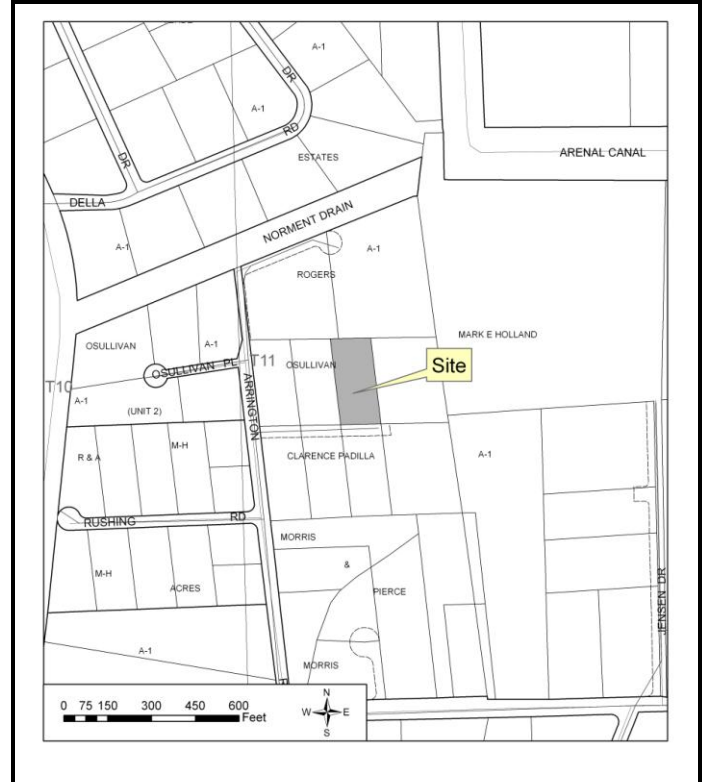 A-1
DR
A-1
DR
RD
ESTATES
ARENAL CANAL
DELLA
NORMENT DRAIN
A-1
A-1
ROGERS
MARK E HOLLAND
OSULLIVAN
A-1
OSULLIVAN PL
T11
OSULLIVAN
Site
T10
A-1
(UNIT 2)
ARRINGTON
M-H
R & A
CLARENCE PADILLA
A-1
RUSHING
RD
MORRIS
&
M-H
ACRES
PIERCE
JENSEN DR
A-1
MORRIS
0 75 150 300 450 600
Feet
N
W E
S